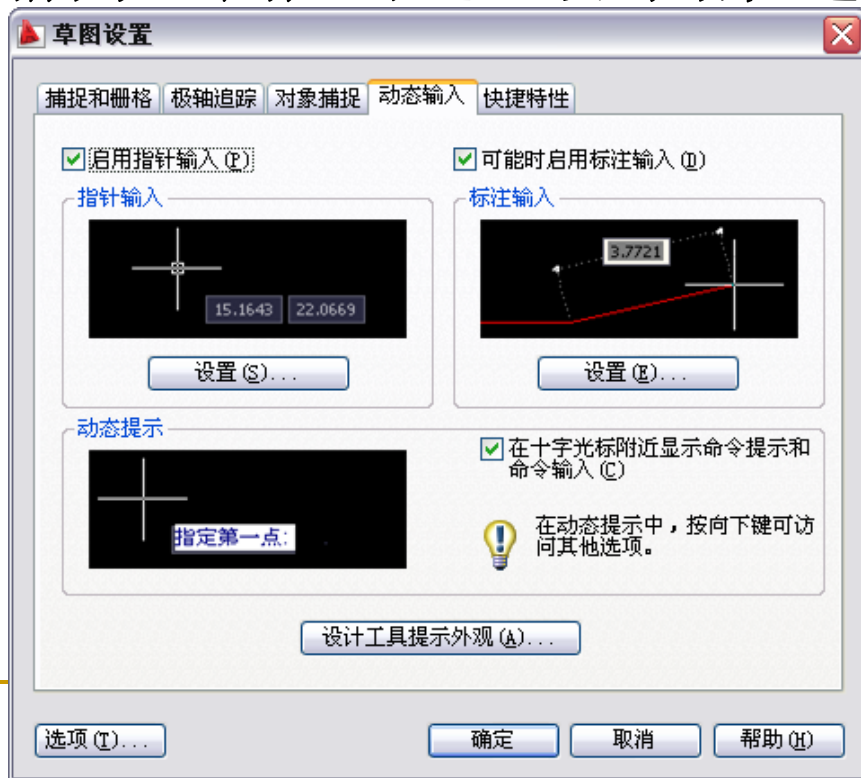 草图设置
捕捉和栅格 极轴追踪 对象捕捉 动态输入 快捷特性
启用指针输入(P)
可能时启用标注输入(D)
指针输入
标注输入
15.1643 22.0669
3.7721
设置(S)...
设置(E)...
动态提示
指定第一点:
在十字光标附近显示命令提示和
命令输入(C)
在动态提示中，按向下键可访
问其他选项。
设计工具提示外观(A)...
选项(T)...
确定
取消
帮助(H)